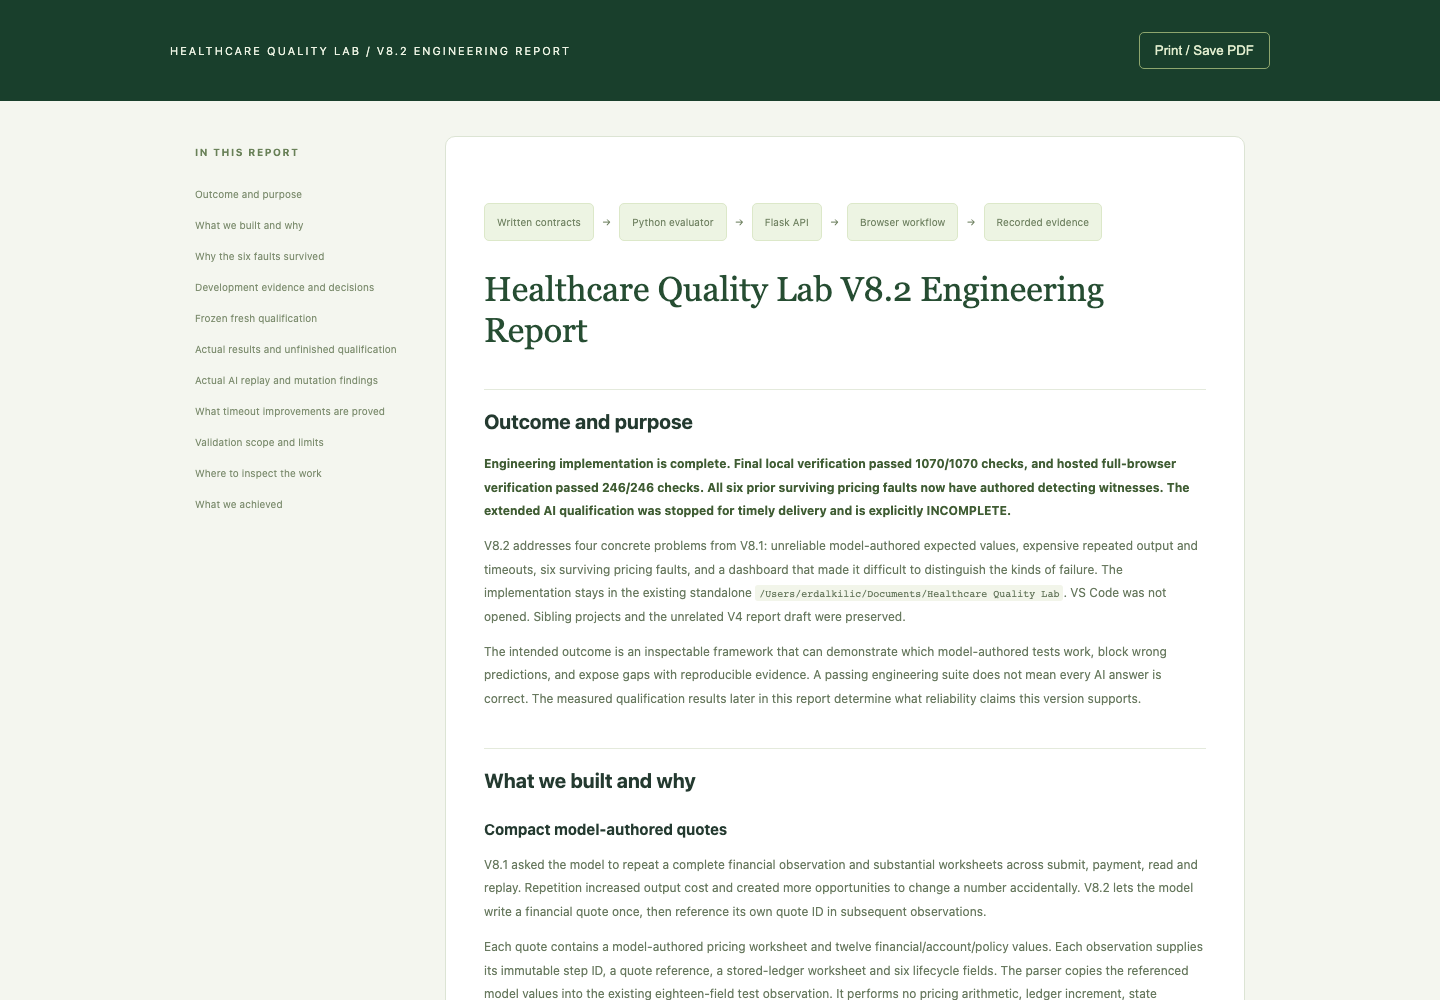 HEALTHCARE QUALITY LAB / V8.2 ENGINEERING REPORT
Print / Save PDF
IN THIS REPORT
Outcome and purpose
What we built and why
Why the six faults survived
Development evidence and decisions
Frozen fresh qualification
Actual results and unfinished qualification
Actual AI replay and mutation findings
What timeout improvements are proved
Validation scope and limits
Where to inspect the work
What we achieved
Written contracts → Python evaluator → Flask API → Browser workflow → Recorded evidence
Healthcare Quality Lab V8.2 Engineering
Report
Outcome and purpose
Engineering implementation is complete. Final local verification passed 1070/1070 checks, and hosted full-browser
verification passed 246/246 checks. All six prior surviving pricing faults now have authored detecting witnesses. The
extended AI qualification was stopped for timely delivery and is explicitly INCOMPLETE.
V8.2 addresses four concrete problems from V8.1: unreliable model-authored expected values, expensive repeated output and
timeouts, six surviving pricing faults, and a dashboard that made it difficult to distinguish the kinds of failure. The
implementation stays in the existing standalone /Users/erdalkilic/Documents/Healthcare Quality Lab. VS Code was not
opened. Sibling projects and the unrelated V4 report draft were preserved.
The intended outcome is an inspectable framework that can demonstrate which model-authored tests work, block wrong
predictions, and expose gaps with reproducible evidence. A passing engineering suite does not mean every AI answer is
correct. The measured qualification results later in this report determine what reliability claims this version supports.
What we built and why
Compact model-authored quotes
V8.1 asked the model to repeat a complete financial observation and substantial worksheets across submit, payment, read and
replay. Repetition increased output cost and created more opportunities to change a number accidentally. V8.2 lets the model
write a financial quote once, then reference its own quote ID in subsequent observations.
Each quote contains a model-authored pricing worksheet and twelve financial/account/policy values. Each observation supplies
its immutable step ID, a quote reference, a stored-ledger worksheet and six lifecycle fields. The parser copies the referenced
model values into the existing eighteen-field test observation. It performs no pricing arithmetic, ledger increment, state